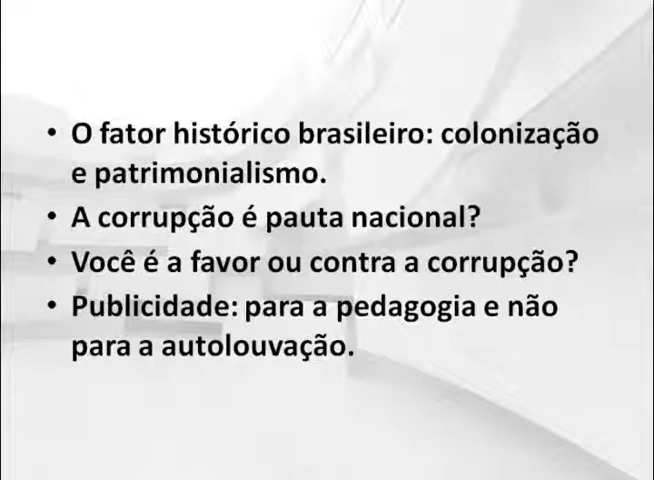 • O fator histórico brasileiro: colonização
e patrimonialismo.
• A corrupção é pauta nacional?
• Você é a favor ou contra a corrupção?
• Publicidade: para a pedagogia e não
para a autolouvação.